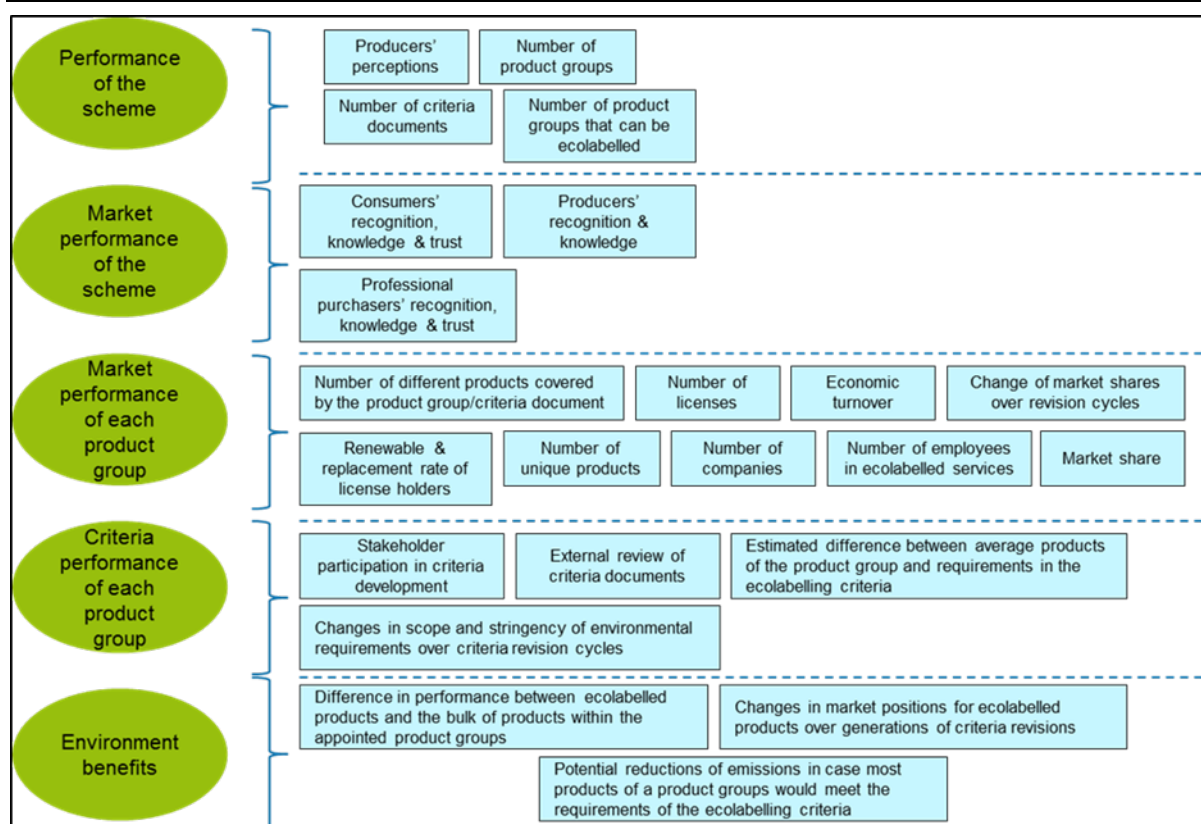 Performance
of the
scheme
Producers'
perceptions
Number of
product groups
Number of criteria
documents
Number of product
groups that can be
ecolabelled
Market
performance
of the
scheme
Consumers'
recognition,
knowledge & trust
Producers'
recognition &
knowledge
Professional
purchasers' recognition,
knowledge & trust
Market
performance
of each
product
group
Number of different products covered
by the product group/criteria document
Number of
licenses
Economic
turnover
Change of market shares
over revision cycles
Renewable &
replacement rate of
license holders
Number of
unique products
Number of
companies
Number of employees
in ecolabelled services
Market share
Criteria
performance
of each
product
group
Stakeholder
participation in criteria
development
External review of
criteria documents
Estimated difference between average products
of the product group and requirements in the
ecolabelling criteria
Changes in scope and stringency of environmental
requirements over criteria revision cycles
Environment
benefits
Difference in performance between ecolabelled
products and the bulk of products within the
appointed product groups
Changes in market positions for ecolabelled
products over generations of criteria revisions
Potential reductions of emissions in case most
products of a product groups would meet the
requirements of the ecolabelling criteria